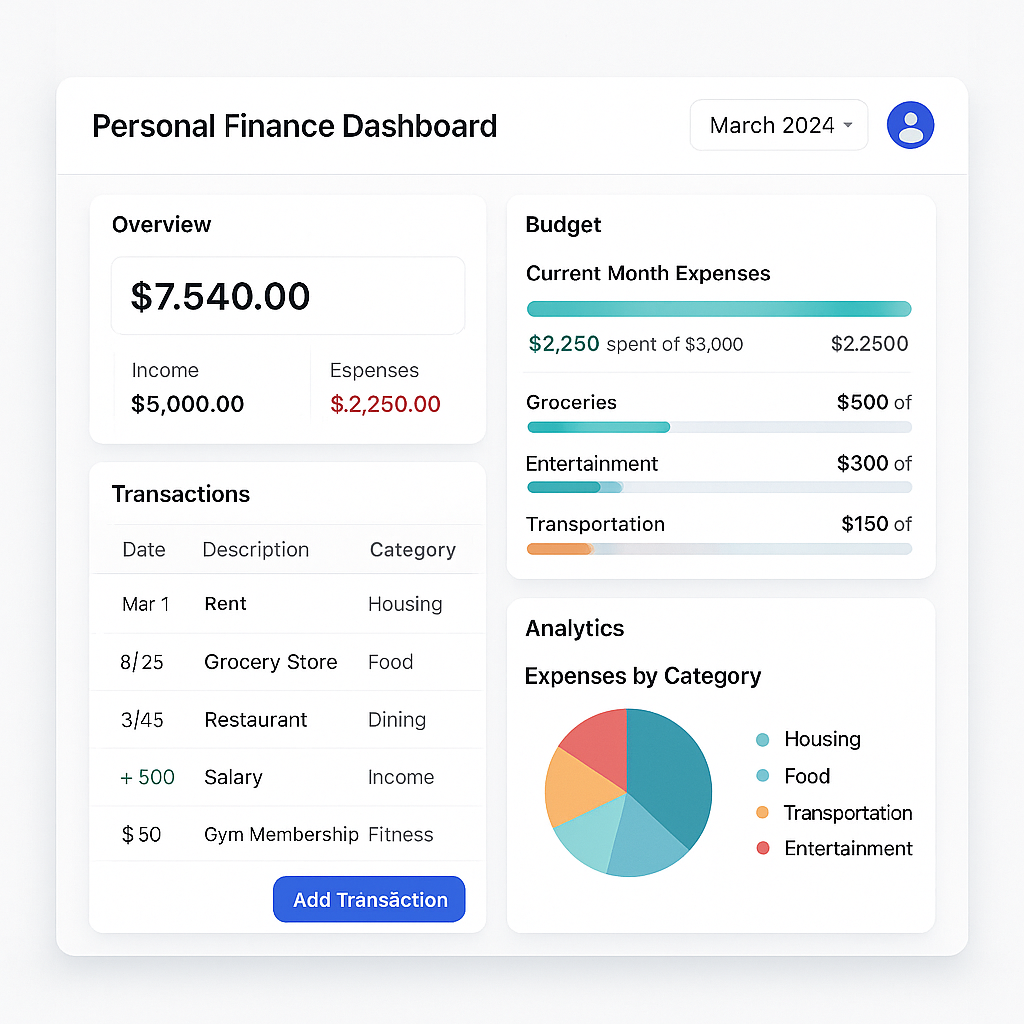 Personal Finance Dashboard
March 2024
Overview
$7.540.00
Income
Espenses
$5,000.00
$.2,250.00
Transactions
Date Description Category
Mar 1 Rent Housing
8/25 Grocery Store Food
3/45 Restaurant Dining
+ 500 Salary Income
$50 Gym Membership Fitness
Add Transāction
Budget
Current Month Expenses
$2,250 spent of $3,000 $2.2500
Groceries $500 of
Entertainment $300 of
Transportation $150 of
Analytics
Expenses by Category
Housing
Food
Transportation
Entertainment